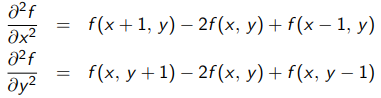 ∂²f/∂x² = f(x + 1, y) − 2f(x, y) + f(x − 1, y)
∂²f/∂y² = f(x, y + 1) − 2f(x, y) + f(x, y − 1)